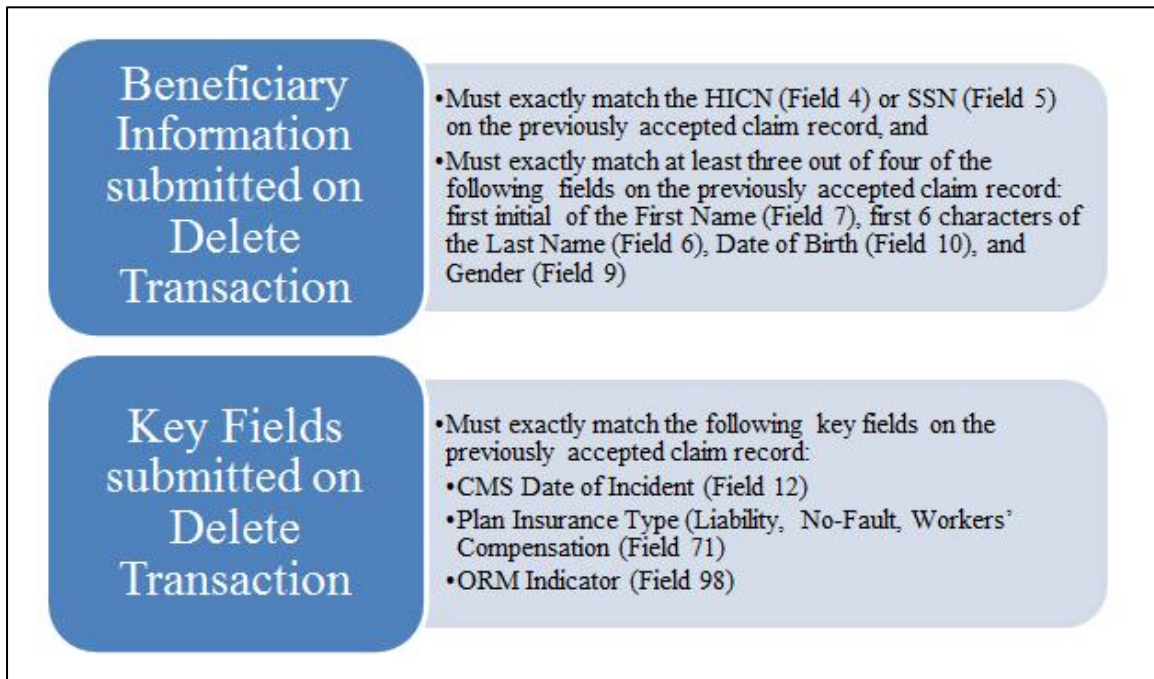 Beneficiary
Information
submitted on
Delete
Transaction
•Must exactly match the HICN (Field 4) or SSN (Field 5)
on the previously accepted claim record, and
•Must exactly match at least three out of four of the
following fields on the previously accepted claim record:
first initial of the First Name (Field 7), first 6 characters of
the Last Name (Field 6), Date of Birth (Field 10), and
Gender (Field 9)
Key Fields
submitted on
Delete
Transaction
•Must exactly match the following key fields on the
previously accepted claim record:
•CMS Date of Incident (Field 12)
•Plan Insurance Type (Liability, No-Fault, Workers’
Compensation (Field 71)
•ORM Indicator (Field 98)